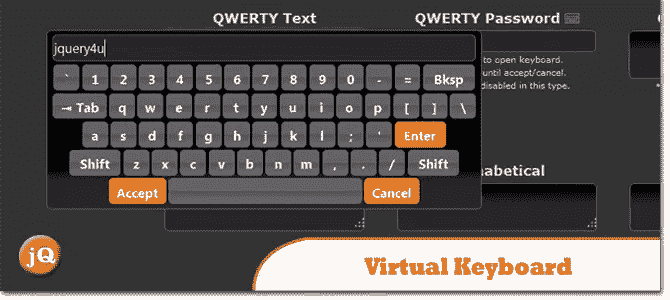 QWERTY Text
QWERTY Password
jquery4u
to open keyboard.
until accept/cancel.
disabled in this type.
` 1 2 3 4 5 6 7 8 9 0 - = Bksp
Tab q w e r t y u i o p [ ] \
a s d f g h j k l ; ' Enter
Shift z x c v b n m , . / Shift
Accept Cancel
habetical
jQ
Virtual Keyboard